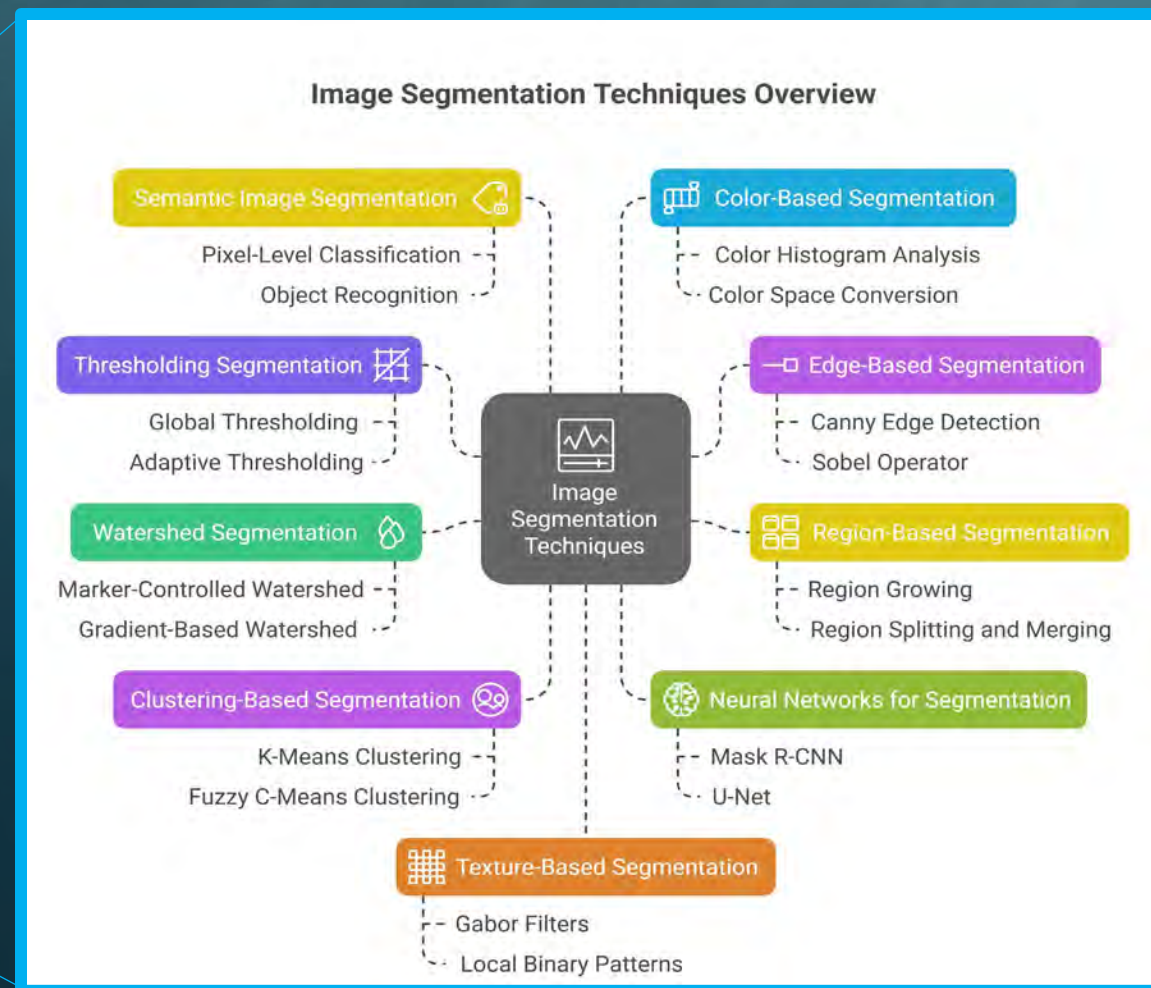 Image Segmentation Techniques Overview
Semantic Image Segmentation
Pixel-Level Classification
Object Recognition
Thresholding Segmentation
Global Thresholding
Adaptive Thresholding
Watershed Segmentation
Marker-Controlled Watershed
Gradient-Based Watershed
Clustering-Based Segmentation
K-Means Clustering
Fuzzy C-Means Clustering
Image
Segmentation
Techniques
Color-Based Segmentation
Color Histogram Analysis
Color Space Conversion
Edge-Based Segmentation
Canny Edge Detection
Sobel Operator
Region-Based Segmentation
Region Growing
Region Splitting and Merging
Neural Networks for Segmentation
Mask R-CNN
U-Net
Texture-Based Segmentation
Gabor Filters
Local Binary Patterns